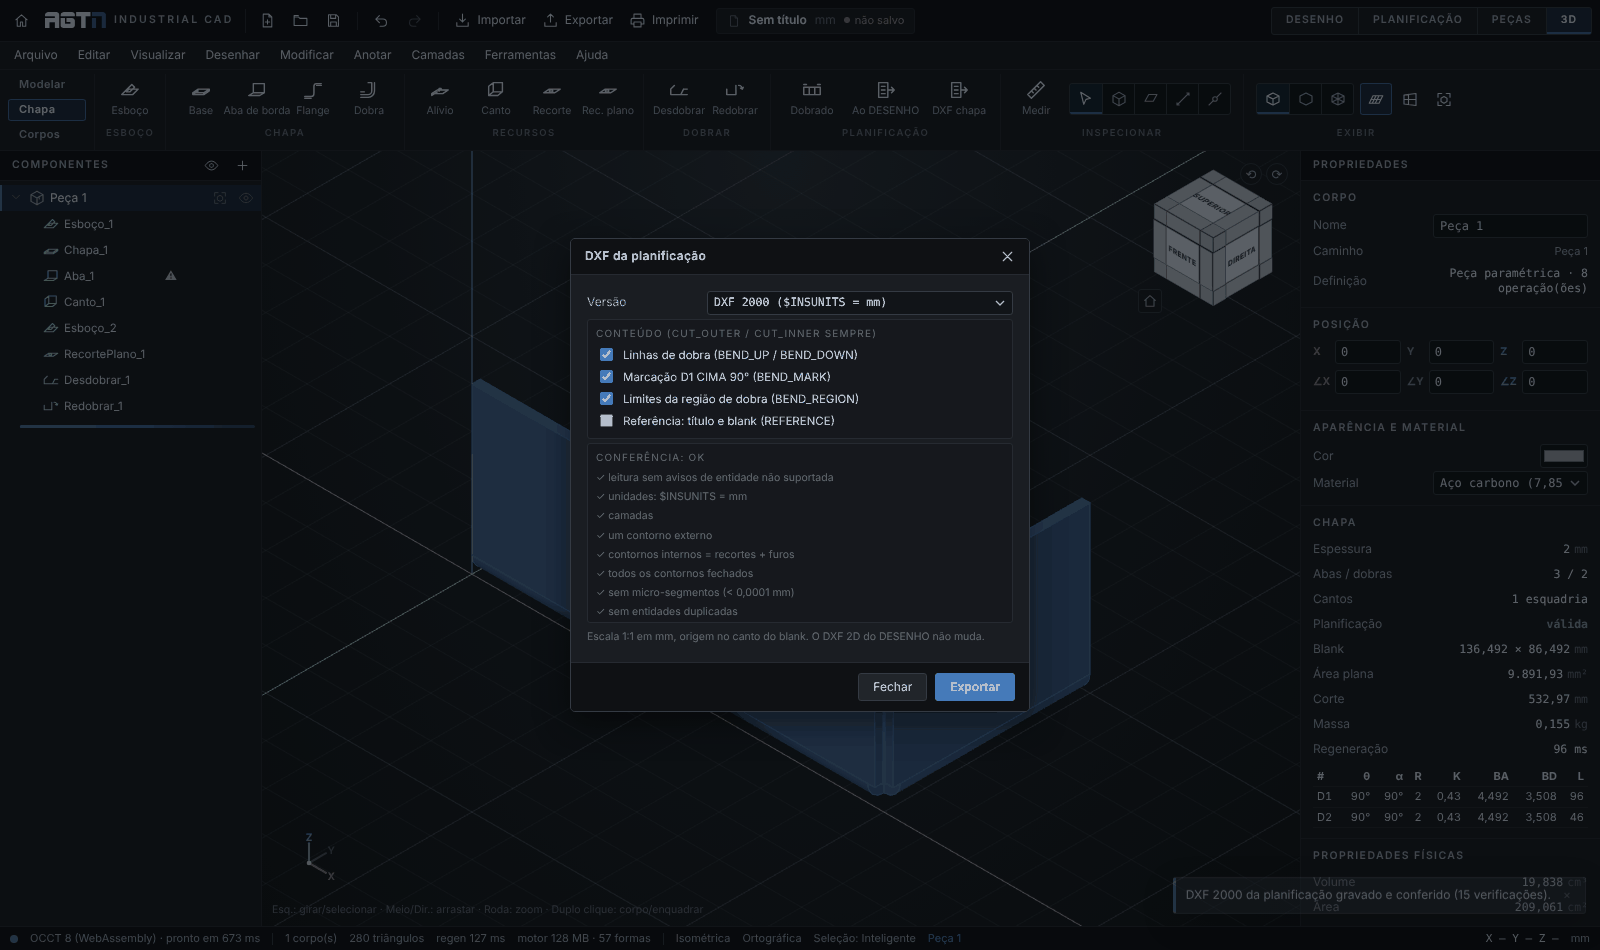 AGTM INDUSTRIAL CAD
Importar
Exportar
Imprimir
Sem título mm não salvo
DESENHO PLANIFICAÇÃO PEÇAS 3D
Arquivo Editar Visualizar Desenhar Modificar Anotar Camadas Ferramentas Ajuda
Modelar
Chapa
Corpos
Esboço
Base Aba de borda Flange Dobra
Alívio Canto Recorte Rec. plano
Desdobrar Redobrar
Dobrado Ao DESENHO DXF chapa
Medir
ESBOÇO CHAPA RECURSOS DOBRAR PLANIFICAÇÃO INSPECIONAR EXIBIR
COMPONENTES
Peça 1
Esboço_1
Chapa_1
Aba_1
Canto_1
Esboço_2
RecortePlano_1
Desdobrar_1
Redobrar_1
SUPERIOR
FRENTE
DIREITA
Z
Y
X
Esq.: girar/selecionar · Meio/Dir.: arrastar · Roda: zoom · Duplo clique: corpo/enquadrar
DXF da planificação
Versão DXF 2000 ($INSUNITS = mm)
CONTEÚDO (CUT_OUTER / CUT_INNER SEMPRE)
Linhas de dobra (BEND_UP / BEND_DOWN)
Marcação D1 CIMA 90° (BEND_MARK)
Limites da região de dobra (BEND_REGION)
Referência: título e blank (REFERENCE)
CONFERÊNCIA: OK
✓ leitura sem avisos de entidade não suportada
✓ unidades: $INSUNITS = mm
✓ camadas
✓ um contorno externo
✓ contornos internos = recortes + furos
✓ todos os contornos fechados
✓ sem micro-segmentos (< 0,0001 mm)
✓ sem entidades duplicadas
Escala 1:1 em mm, origem no canto do blank. O DXF 2D do DESENHO não muda.
Fechar Exportar
PROPRIEDADES
CORPO
Nome Peça 1
Caminho Peça 1
Definição Peça paramétrica · 8
operação(ões)
POSIÇÃO
X 0 Y 0 Z 0
∠X 0 ∠Y 0 ∠Z 0
APARÊNCIA E MATERIAL
Cor
Material Aço carbono (7,85
CHAPA
Espessura 2 mm
Abas / dobras 3 / 2
Cantos 1 esquadria
Planificação válida
Blank 136,492 × 86,492 mm
Área plana 9.891,93 mm²
Corte 532,97 mm
Massa 0,155 kg
Regeneração 96 ms
# θ α R K BA BD L
D1 90° 90° 2 0,43 4,492 3,508 96
D2 90° 90° 2 0,43 4,492 3,508 46
PROPRIEDADES FÍSICAS
Volume 19,838 cm³
DXF 2000 da planificação gravado e conferido (15 verificações). ×
Área 209,061 cm²
OCCT 8 (WebAssembly) · pronto em 673 ms 1 corpo(s) 280 triângulos regen 127 ms motor 128 MB · 57 formas Isométrica Ortográfica Seleção: Inteligente Peça 1 X — Y — Z — mm